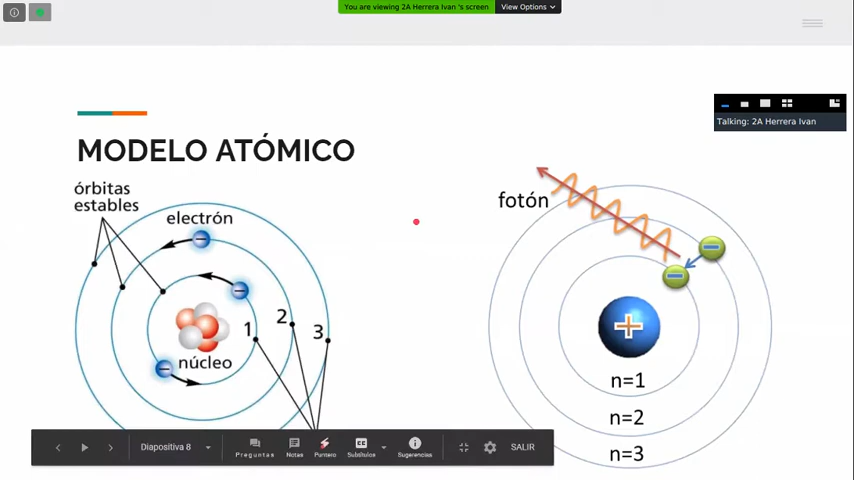 You are viewing 2A Herrera Ivan 's screen
View Options
Talking: 2A Herrera Ivan
MODELO ATÓMICO
órbitas
estables
electrón
1
2
3
núcleo
fotón
n=1
n=2
n=3
Diapositiva 8
Preguntas
Notas
Puntero
Subtítulos
Sugerencias
SALIR